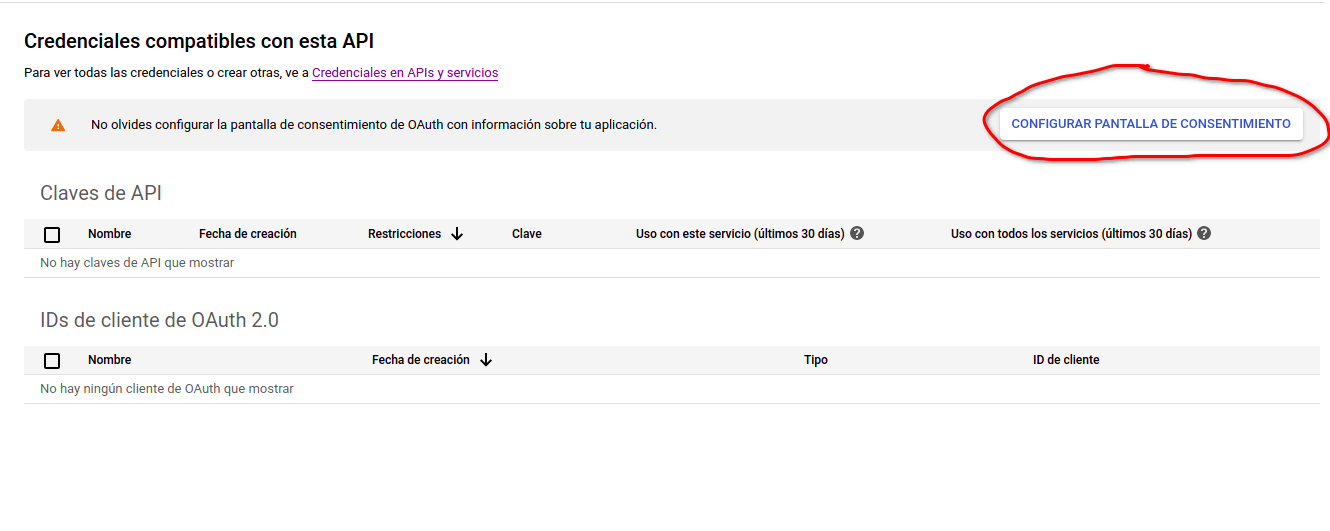 Credenciales compatibles con esta API
Para ver todas las credenciales o crear otras, ve a Credenciales en APIs y servicios
No olvides configurar la pantalla de consentimiento de OAuth con información sobre tu aplicación.
CONFIGURAR PANTALLA DE CONSENTIMIENTO
Claves de API
Nombre Fecha de creación Restricciones Clave Uso con este servicio (últimos 30 días) Uso con todos los servicios (últimos 30 días)
No hay claves de API que mostrar
IDs de cliente de OAuth 2.0
Nombre Fecha de creación Tipo ID de cliente
No hay ningún cliente de OAuth que mostrar